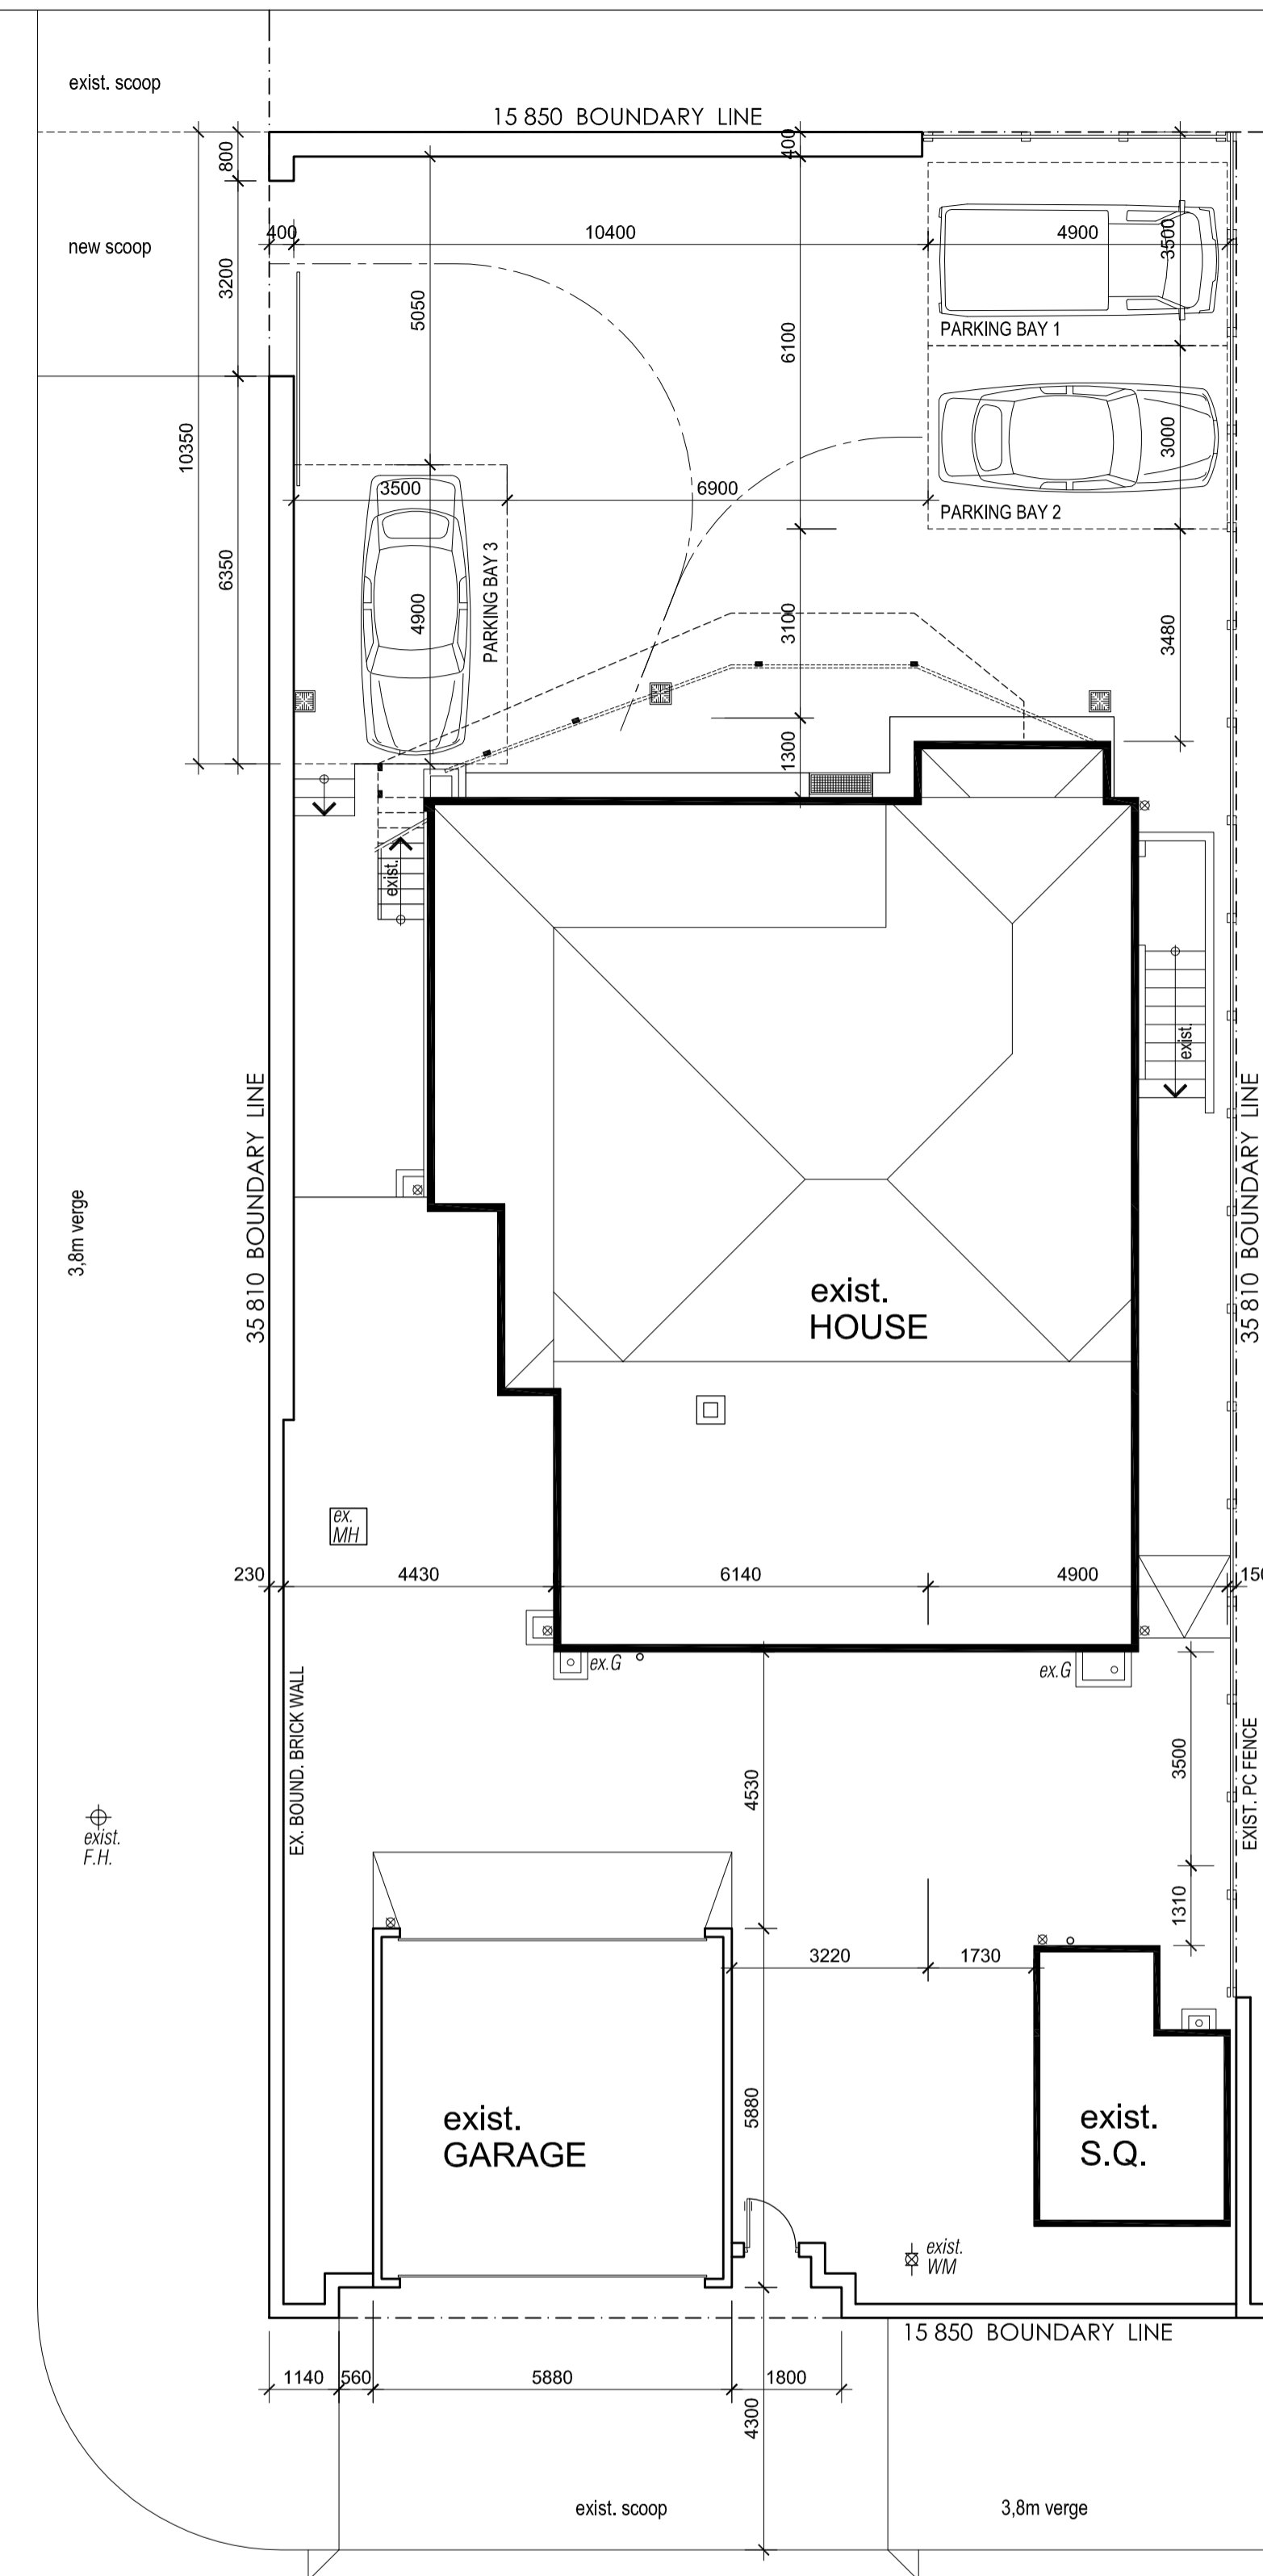 exist. scoop
15 850 BOUNDARY LINE
800
400
new scoop
400
10400
4900
3500
3200
5050
6100
PARKING BAY 1
10350
3000
3500
6900
PARKING BAY 2
6350
4900
PARKING BAY 3
3100
3480
1300
exist.
exist.
35 810 BOUNDARY LINE
35 810 BOUNDARY LINE
3,8m verge
exist.
HOUSE
ex.
MH
230
4430
6140
4900
ex.G
ex.G
EX. BOUND. BRICK WALL
4530
3500
EXIST. PC FENCE
exist.
F.H.
1310
3220
1730
5880
exist.
GARAGE
exist.
S.Q.
exist.
WM
15 850 BOUNDARY LINE
1140
560
5880
1800
4300
exist. scoop
3,8m verge